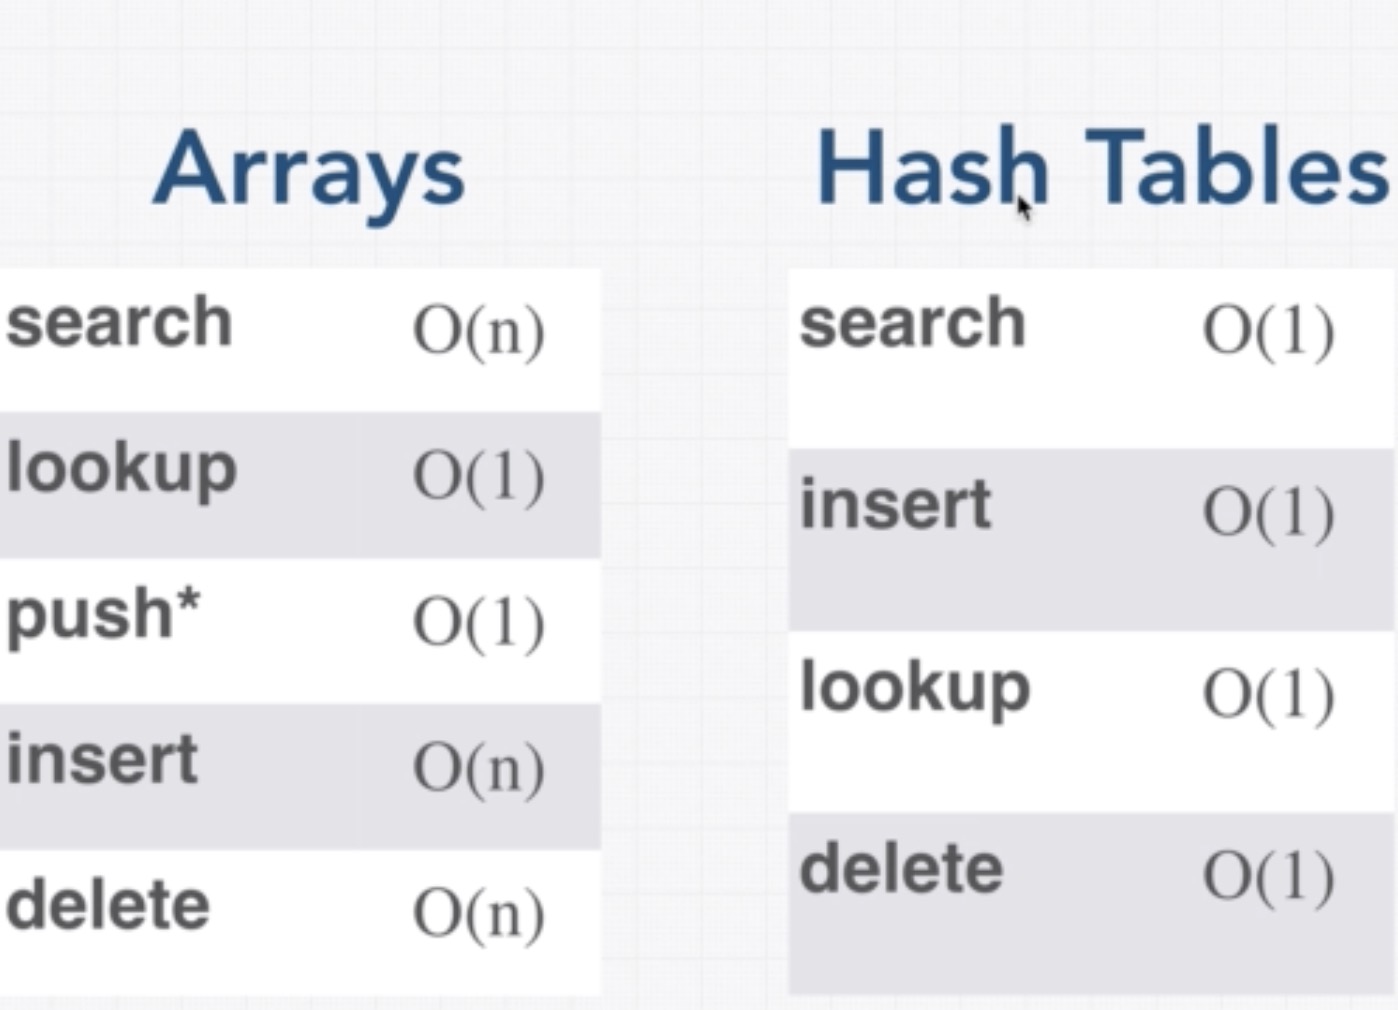 Arrays
search O(n)
lookup O(1)
push* O(1)
insert O(n)
delete O(n)
Hash Tables
search O(1)
insert O(1)
lookup O(1)
delete O(1)